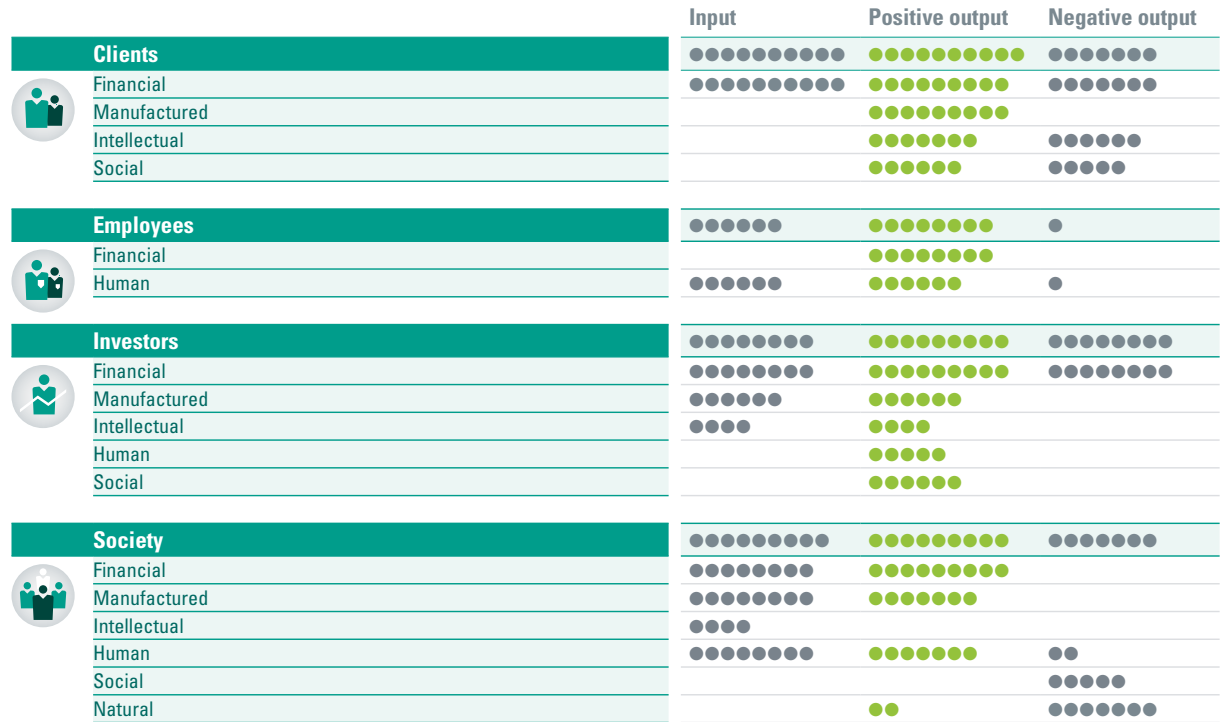 Input Positive output Negative output
Clients
Financial
Manufactured
Intellectual
Social
Employees
Financial
Human
Investors
Financial
Manufactured
Intellectual
Human
Social
Society
Financial
Manufactured
Intellectual
Human
Social
Natural